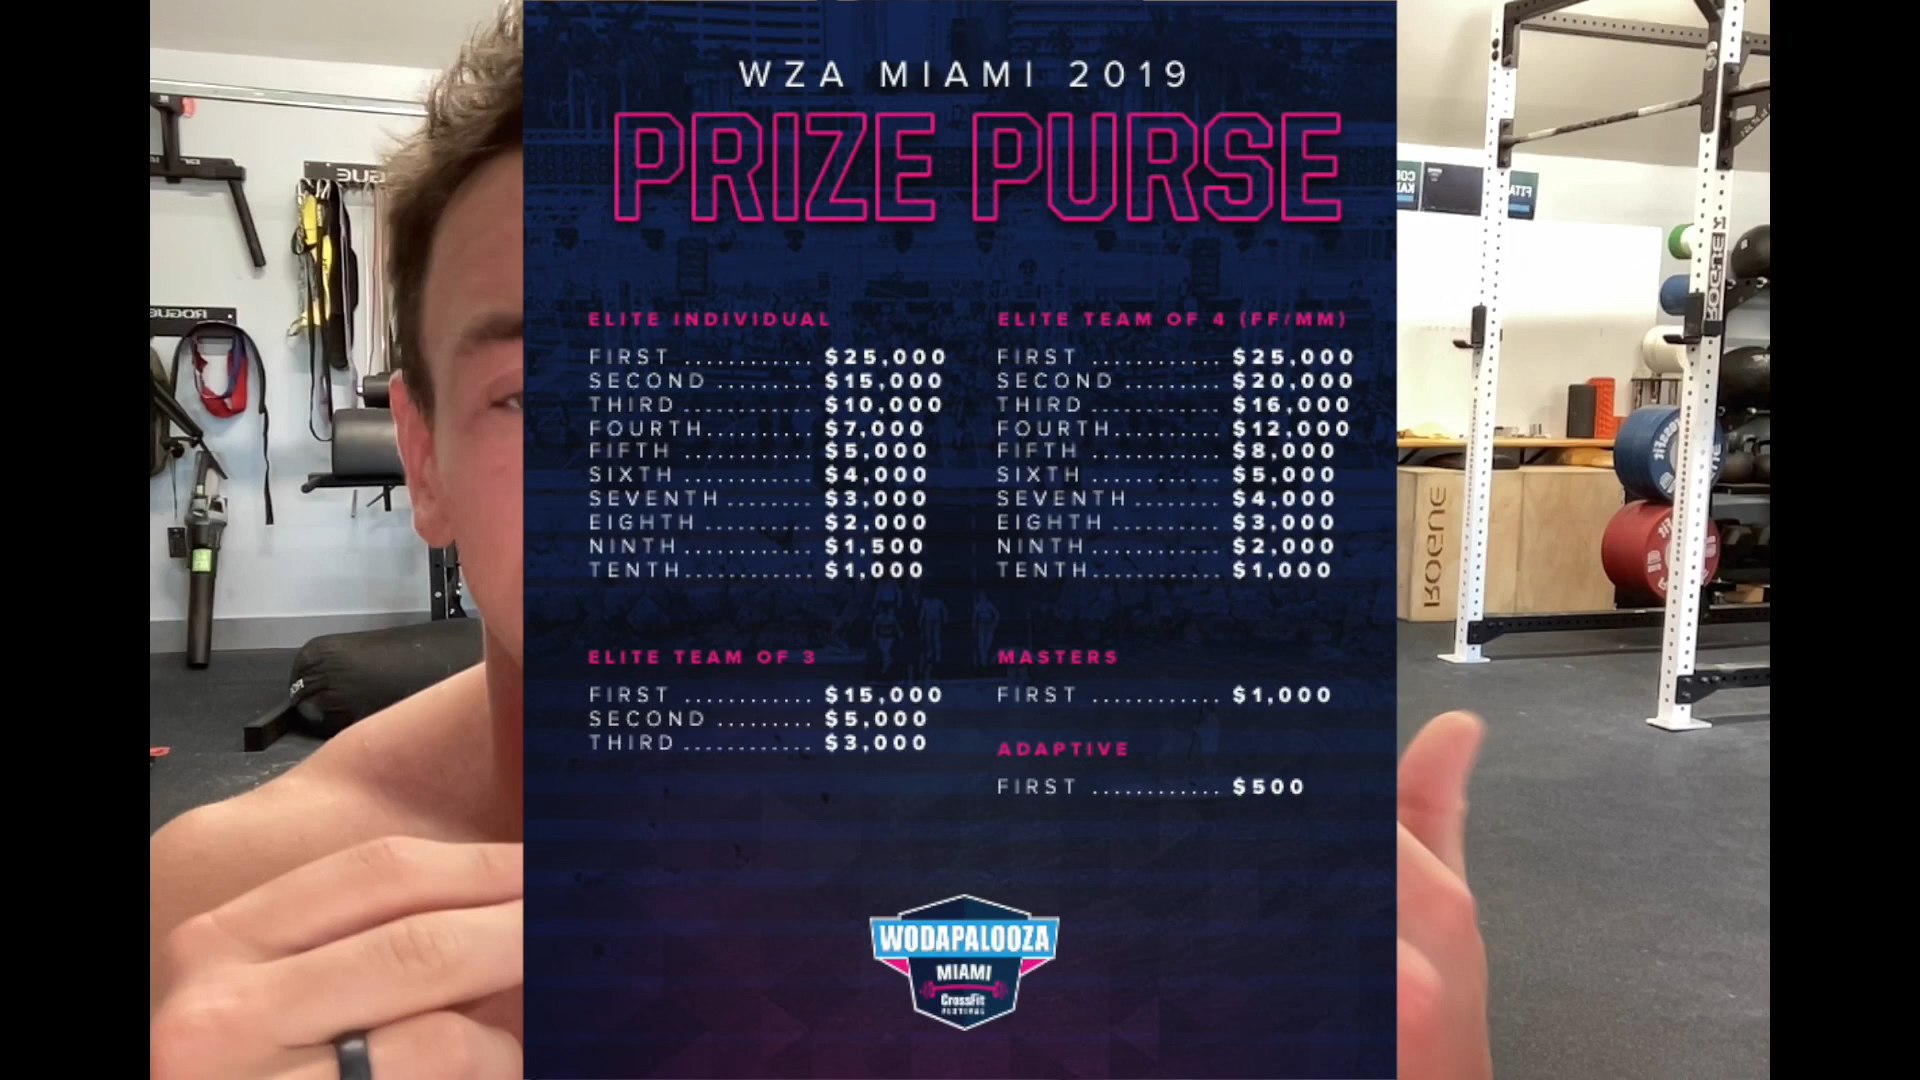 WZA MIAMI 2019
PRIZE PURSE
ELITE INDIVIDUAL
FIRST ............ $25,000
SECOND ......... $15,000
THIRD ............ $10,000
FOURTH.......... $7,000
FIFTH ............ $5,000
SIXTH ............ $4,000
SEVENTH ........ $3,000
EIGHTH .......... $2,000
NINTH ............ $1,500
TENTH ............ $1,000
ELITE TEAM OF 4 (FF/MM)
FIRST ............ $25,000
SECOND ......... $20,000
THIRD ............ $16,000
FOURTH.......... $12,000
FIFTH ............ $8,000
SIXTH ............ $5,000
SEVENTH ........ $4,000
EIGHTH .......... $3,000
NINTH ............ $2,000
TENTH ............ $1,000
ELITE TEAM OF 3
FIRST ............ $15,000
SECOND ......... $5,000
THIRD ............ $3,000
MASTERS
FIRST ............ $1,000
ADAPTIVE
FIRST ............ $500
WODAPALOOZA
MIAMI
CrossFit
FESTIVAL
ROGUE
ROGUE
ROGUE
ROGUE